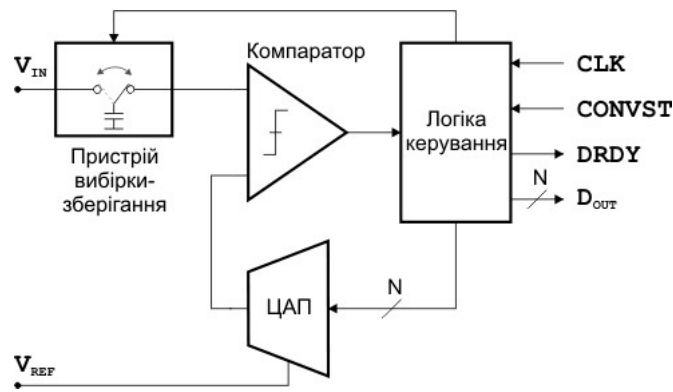 Компаратор
V_IN
CLK
CONVST
Логіка
керування
DRDY
Пристрій
вибірки-
зберігання
N
D_OUT
ЦАП
N
V_REF